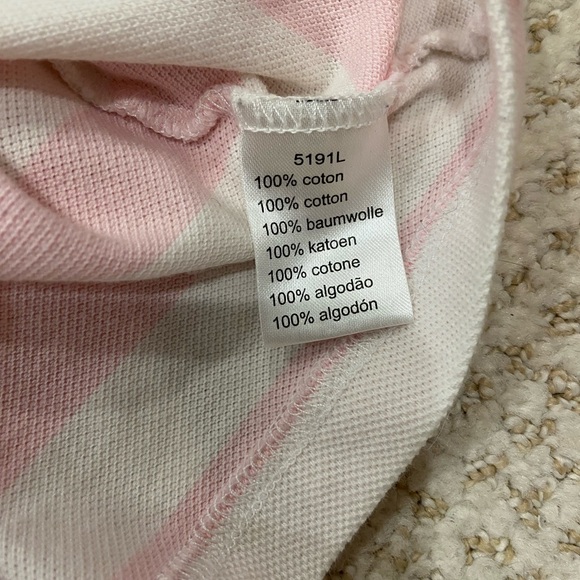 5191L
100% coton
100% cotton
100% baumwolle
100% katoen
100% cotone
100% algodão
100% algodón